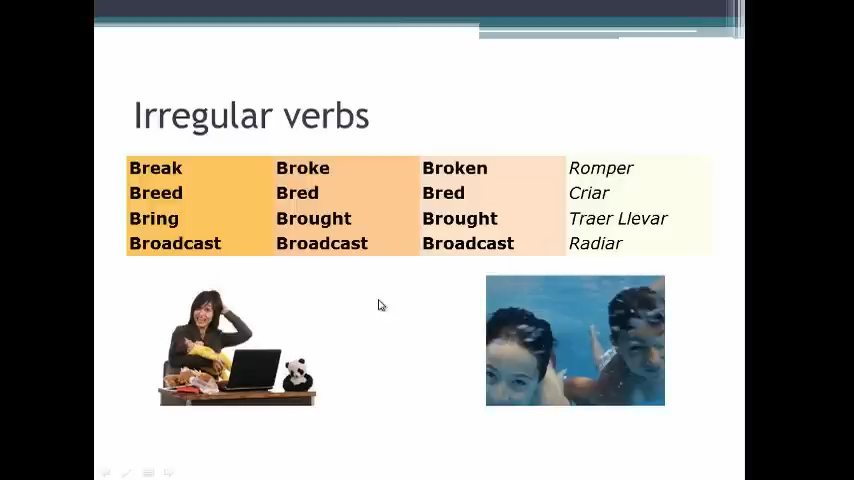 Irregular verbs
Break Broke Broken Romper
Breed Bred Bred Criar
Bring Brought Brought Traer Llevar
Broadcast Broadcast Broadcast Radiar